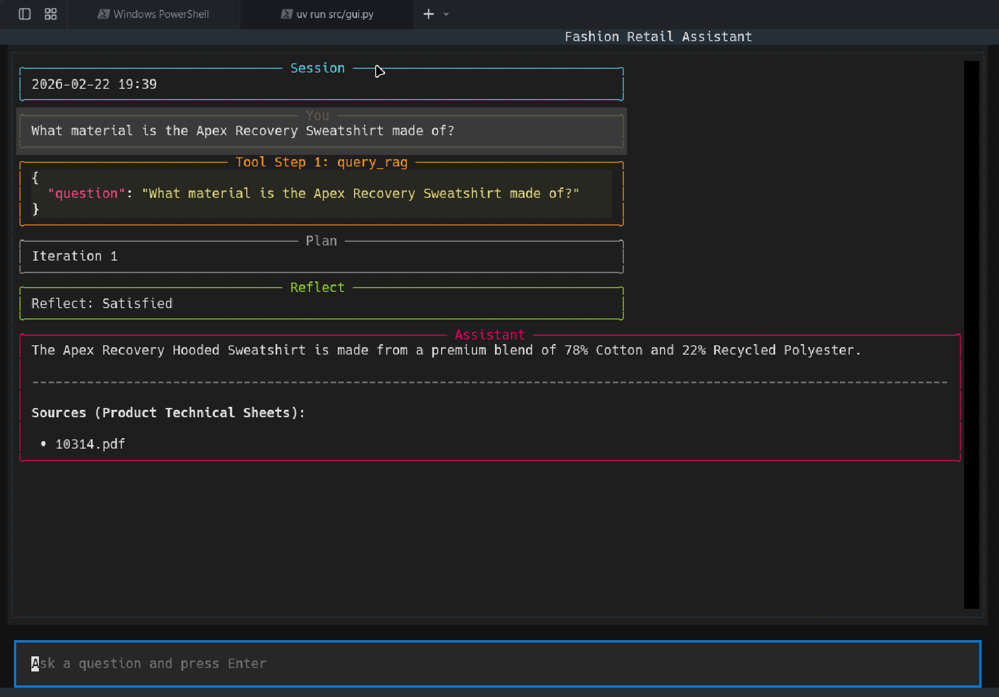 Windows PowerShell
uv run src/gui.py
Fashion Retail Assistant
Session
2026-02-22 19:39
You
What material is the Apex Recovery Sweatshirt made of?
Tool Step 1: query_rag
{
"question": "What material is the Apex Recovery Sweatshirt made of?"
}
Plan
Iteration 1
Reflect
Reflect: Satisfied
Assistant
The Apex Recovery Hooded Sweatshirt is made from a premium blend of 78% Cotton and 22% Recycled Polyester.
Sources (Product Technical Sheets):
• 10314.pdf
Ask a question and press Enter